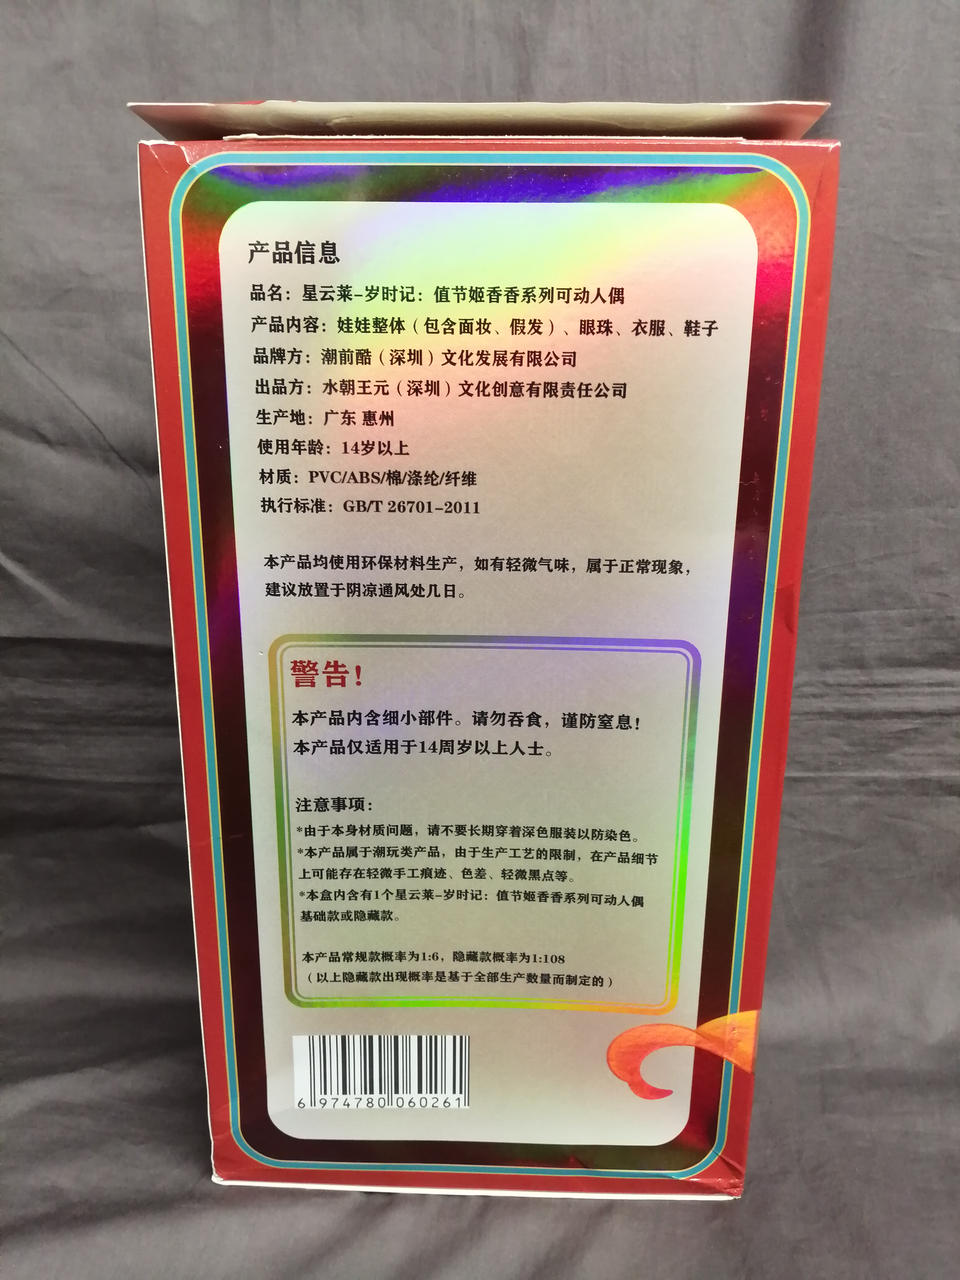 产品信息
品名：星云莱-岁时记：值节姬香香系列可动人偶
产品内容：娃娃整体（包含面妆、假发）、眼珠、衣服、鞋子
品牌方：潮前酷（深圳）文化发展有限公司
出品方：水朝王元（深圳）文化创意有限责任公司
生产地：广东 惠州
使用年龄：14岁以上
材质：PVC/ABS/棉/涤纶/纤维
执行标准：GB/T 26701-2011
本产品均使用环保材料生产，如有轻微气味，属于正常现象，
建议放置于阴凉通风处几日。
警告！
本产品内含细小部件。请勿吞食，谨防窒息！
本产品仅适用于14周岁以上人士。
注意事项：
*由于本身材质问题，请不要长期穿着深色服装以防染色。
*本产品属于潮玩类产品，由于生产工艺的限制，在产品细节
上可能存在轻微手工痕迹、色差、轻微黑点等。
*本盒内含有1个星云莱-岁时记：值节姬香香系列可动人偶
基础款或隐藏款。
本产品常规款概率为1:6，隐藏款概率为1:108
（以上隐藏款出现概率是基于全部生产数量而制定的）
6 974780 060261